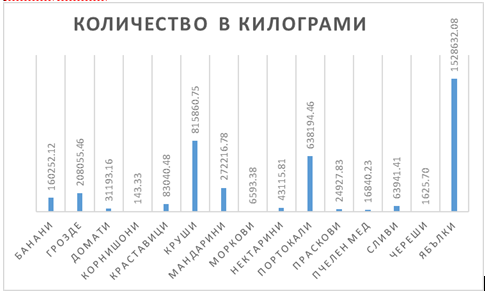 КОЛИЧЕСТВО В КИЛОГРАМИ
160252.12
208055.46
31193.16
143.33
83040.48
815860.75
272216.78
6593.38
43115.81
638194.46
24927.83
16840.23
63941.41
1625.70
1528632.08
БАНАНИ
ГРОЗДЕ
ДОМАТИ
КОРНИШОНИ
КРАСТАВИЦИ
КРУШИ
МАНДАРИНИ
МОРКОВИ
НЕКТАРИНИ
ПОРТОКАЛИ
ПРАСКОВИ
ПЧЕЛЕН МЕД
СЛИВИ
ЧЕРЕШИ
ЯБЪЛКИ